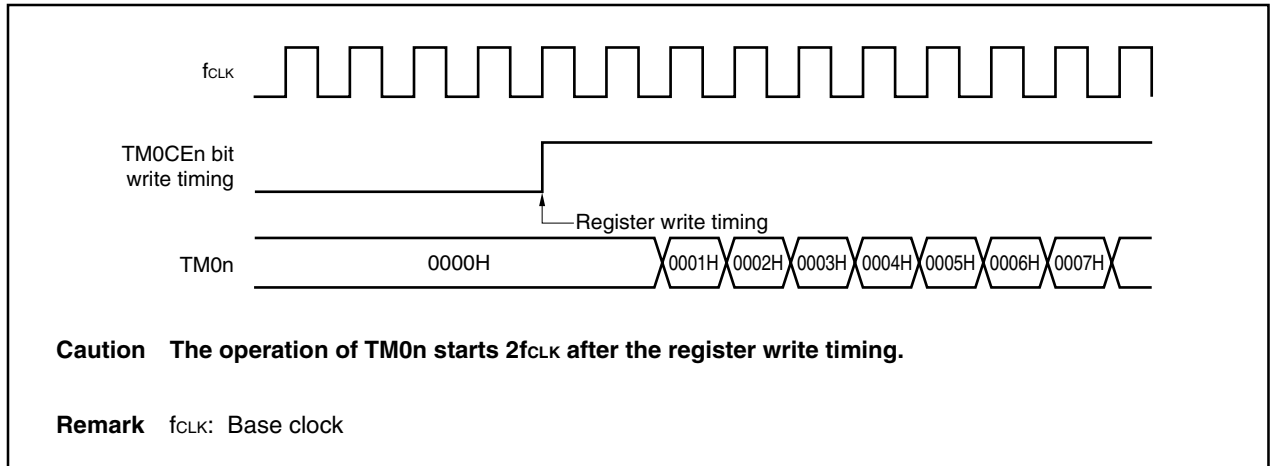 fCLK
TM0CEn bit
write timing
Register write timing
TM0n
0000H 0001H 0002H 0003H 0004H 0005H 0006H 0007H
Caution The operation of TM0n starts 2fCLK after the register write timing.
Remark fCLK: Base clock